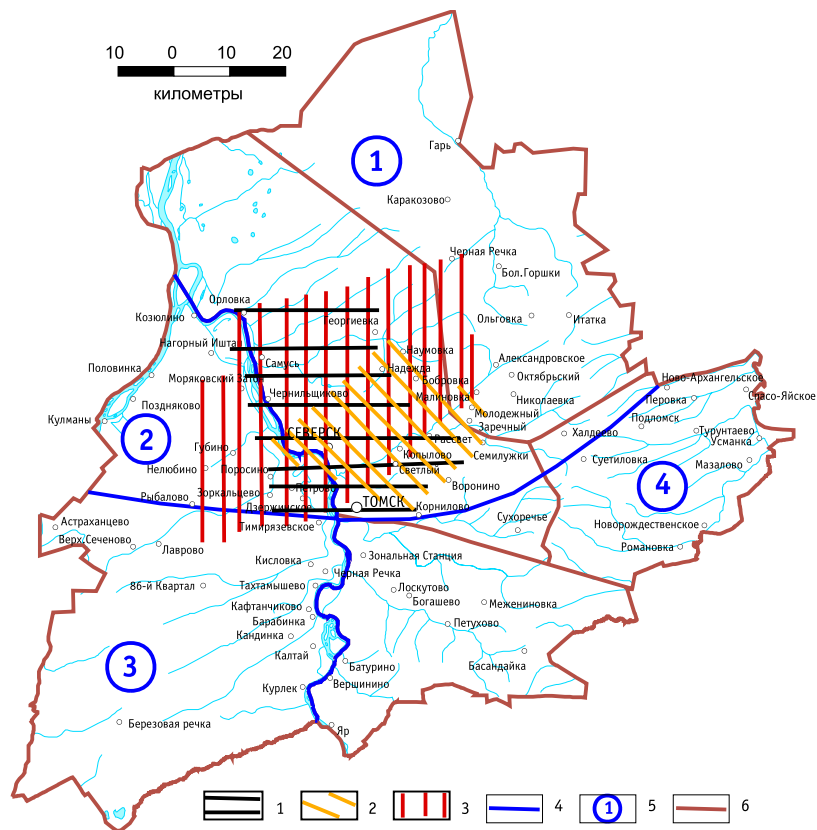 10 0 10 20
километры
Гарь
1
Каракозово
Черная Речка
Бол.Горшки
Орловка
Козюлино
Георгиевка
Ольговка
Итатка
Нагорный Иштан
Наумовка
Самусь
Александровское
Половинка
Моряковский Затон
Надежда
Бобровка
Октябрьский
Ново-Архангельское
Чернильщиково
Малиновка
Николаевка
Перовка
Спасо-Яйское
Поздняково
Молодежный
Кулманы
Заречный
Подломск
2
СЕВЕРСК
Рассвет
Халдеево
Турунтаево
Усманка
Губино
Копылово
Семилужки
Суетиловка
Мазалово
Нелюбино
Поросино
Светлый
4
Воронино
Рыбалово
Зоркальцево
Петрово
ТОМСК
Дзержинское
Корнилово
Сухоречье
Астраханцево
Тимирязевское
Новорождественское
Верх.Сеченово
Лаврово
Романовка
Кисловка
Зональная Станция
Черная Речка
86-й Квартал
Тахтамышево
Лоскутово
Богашево
Межениновка
Кафтанчиково
Барабинка
Петухово
Кандинка
3
Калтай
Батурино
Басандайка
Курлек
Вершинино
Березовая речка
Яр
1 2 3 4 1 5 6